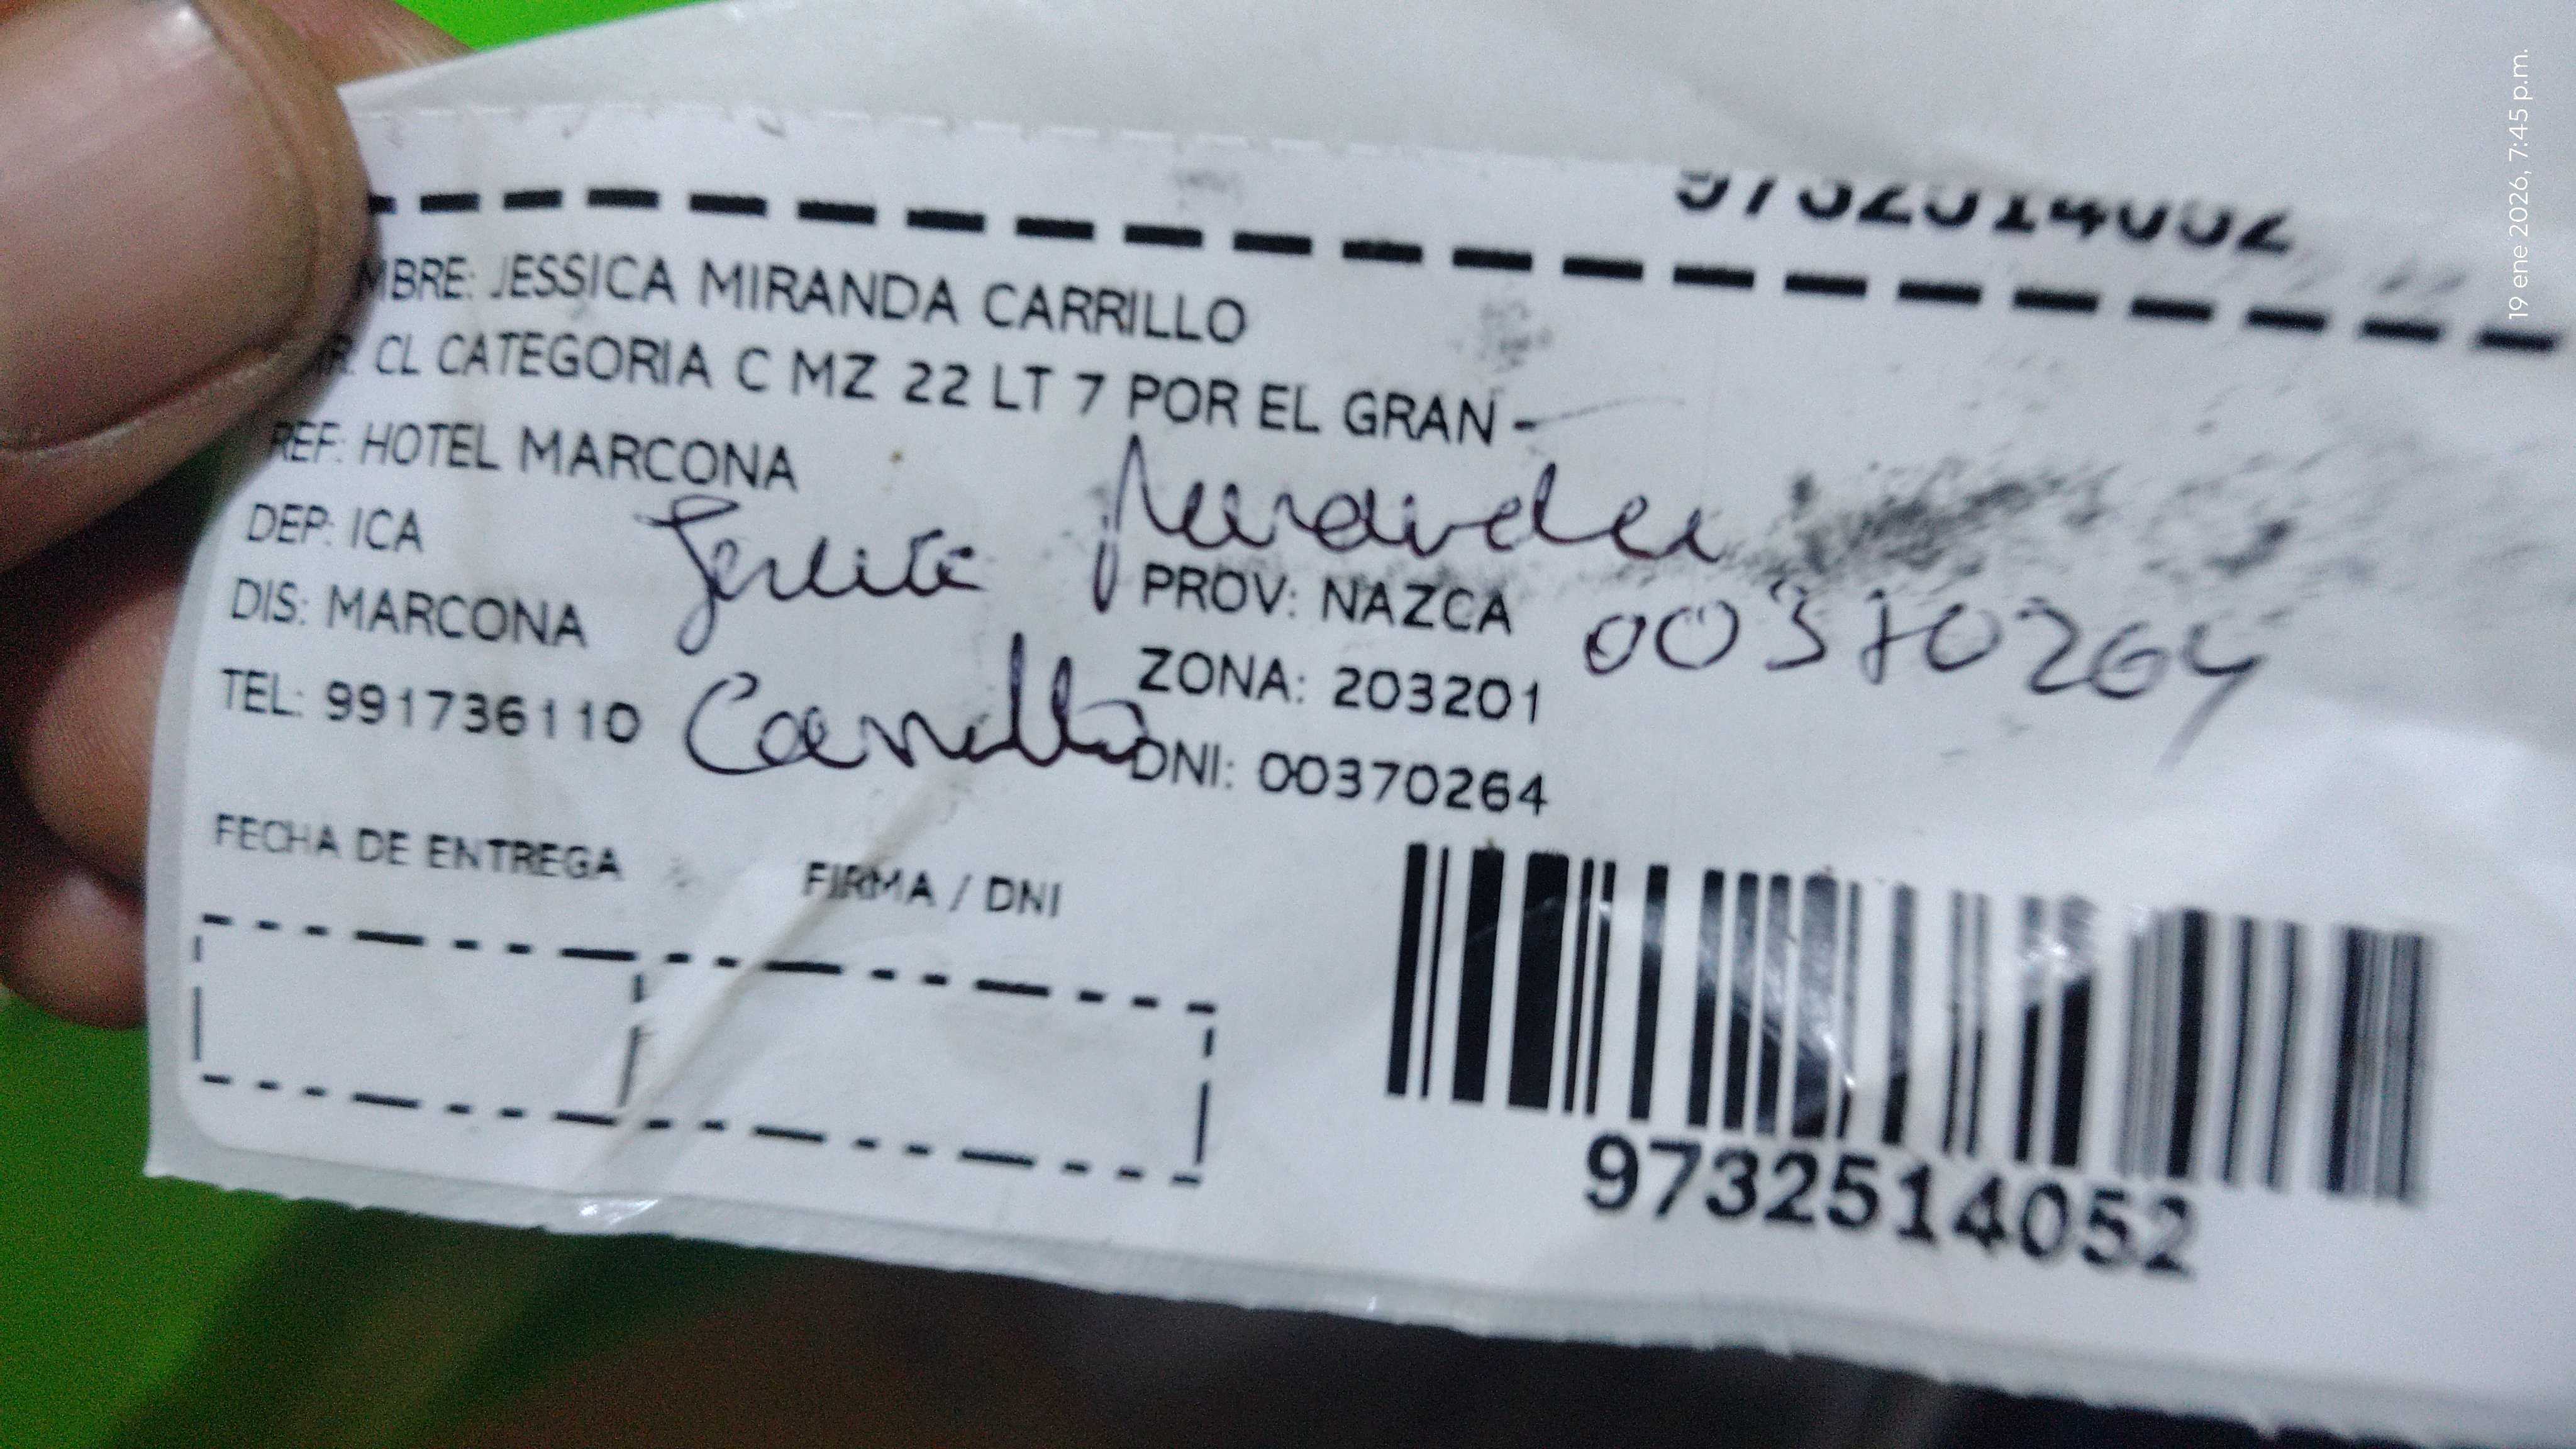 9732514052
MBRE: JESSICA MIRANDA CARRILLO
IR: CL CATEGORIA C MZ 22 LT 7 POR EL GRAN -
REF: HOTEL MARCONA
DEP: ICA
Miranda
DIS: MARCONA
PROV: NAZCA
00370264
TEL: 991736110
Carrillo
ZONA: 203201
DNI: 00370264
FECHA DE ENTREGA
FIRMA / DNI
9732514052
19 ene 2026, 7:45 p.m.